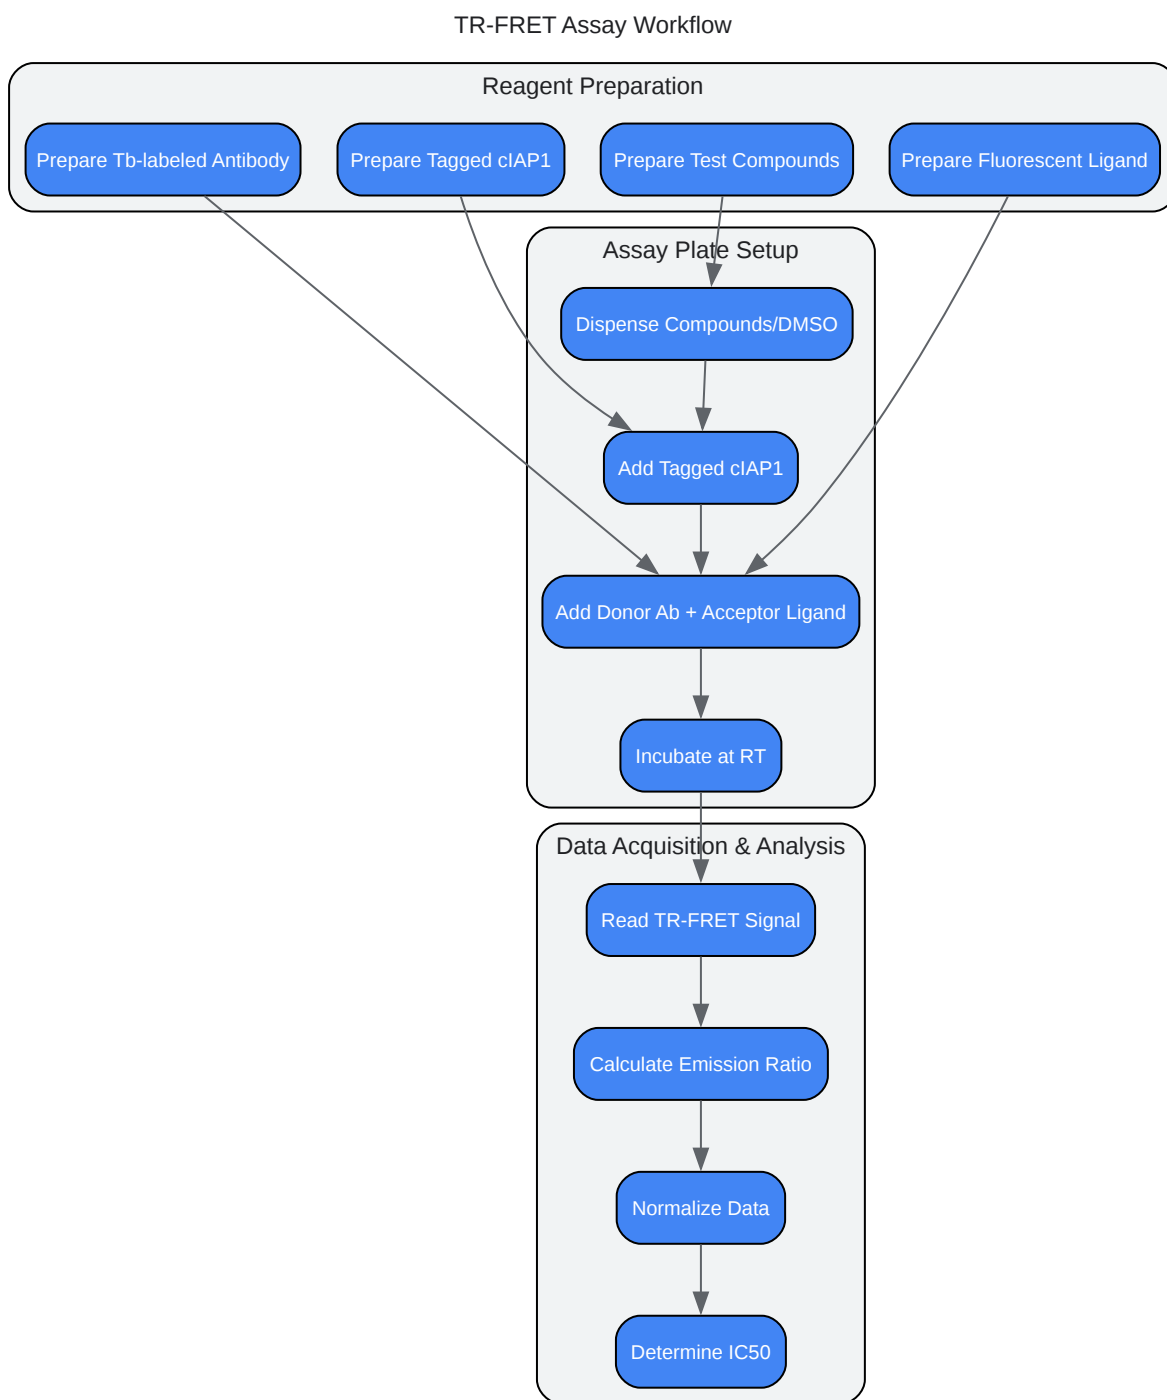 TR-FRET Assay Workflow
Reagent Preparation
Prepare Tb-labeled Antibody
Prepare Tagged cIAP1
Prepare Test Compounds
Prepare Fluorescent Ligand
Assay Plate Setup
Dispense Compounds/DMSO
Add Tagged cIAP1
Add Donor Ab + Acceptor Ligand
Incubate at RT
Data Acquisition & Analysis
Read TR-FRET Signal
Calculate Emission Ratio
Normalize Data
Determine IC50